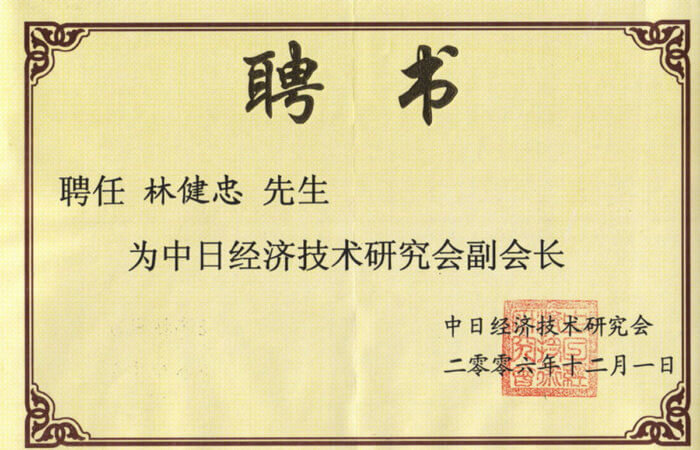 聘书
聘任 林健忠 先生
为中日经济技术研究会副会长
中日经济技术研究会
二零零六年十二月一日